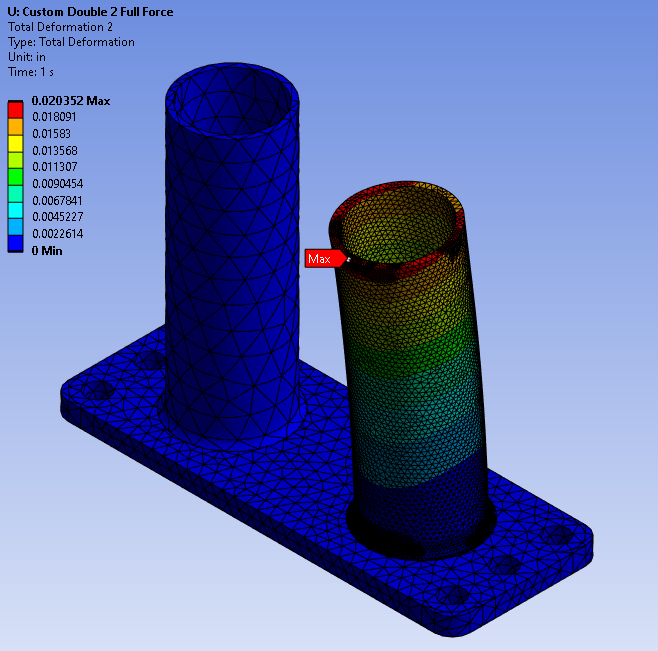 U: Custom Double 2 Full Force
Total Deformation 2
Type: Total Deformation
Unit: in
Time: 1 s
0.020352 Max
0.018091
0.01583
0.013568
0.011307
0.0090454
0.0067841
0.0045227
0.0022614
0 Min
Max